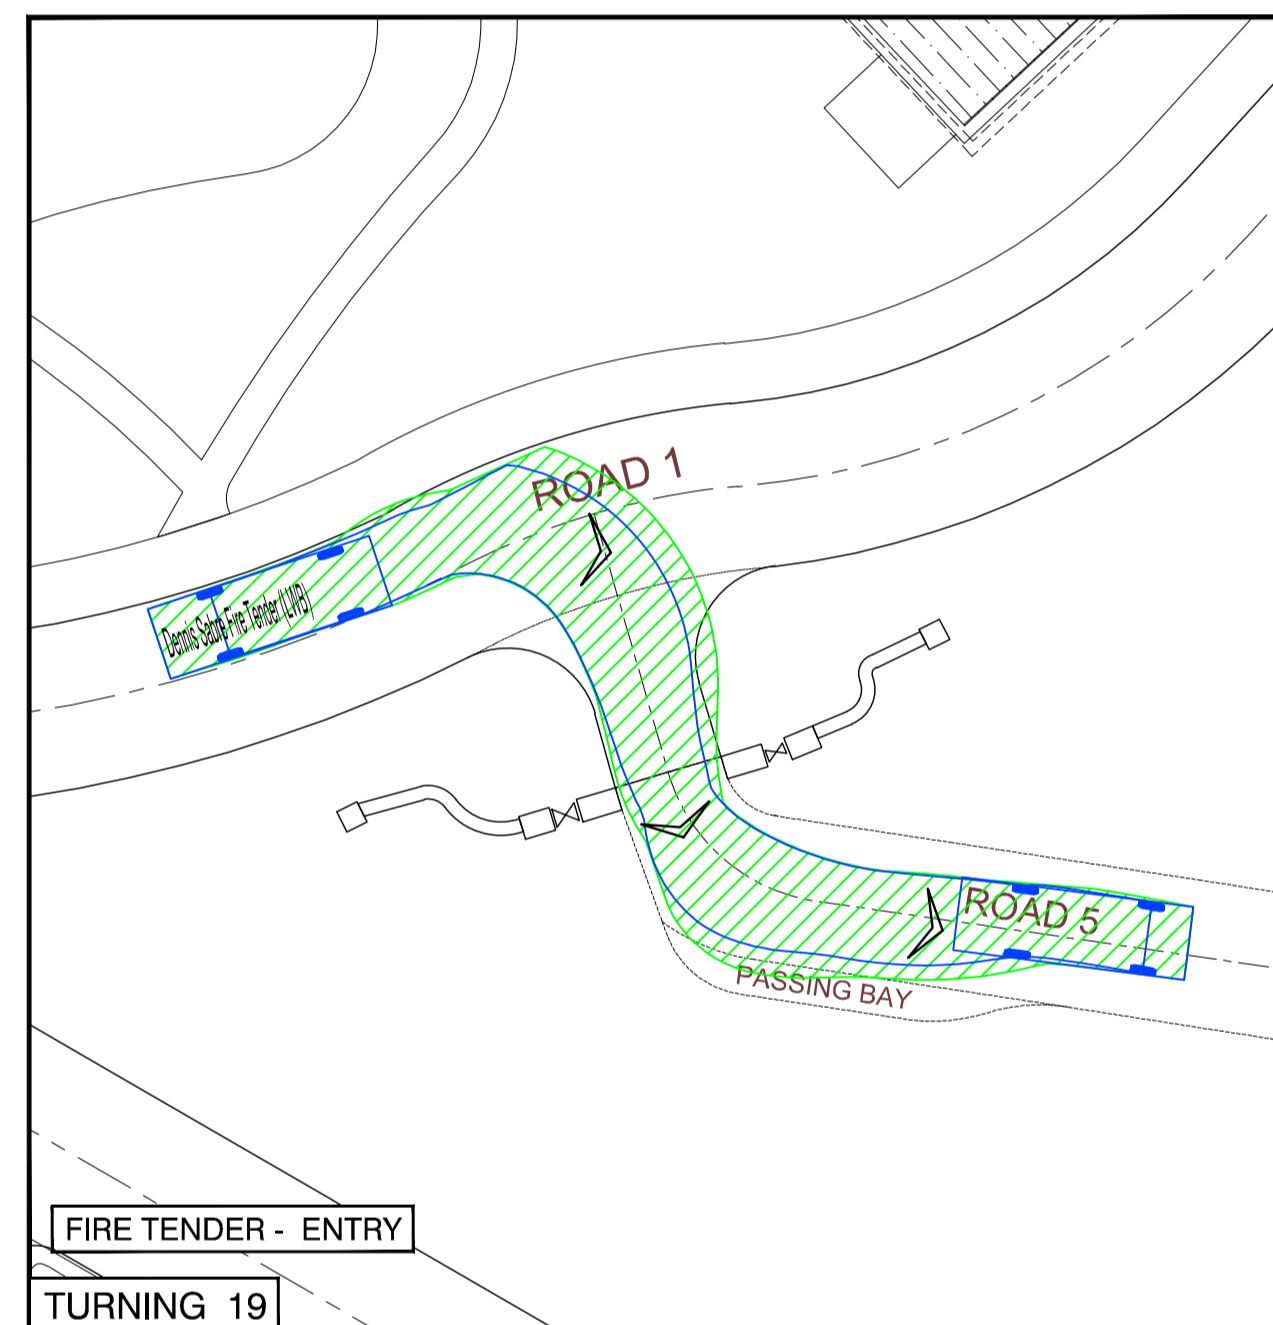 ROAD 1
Dennis Sabre Fire Tender (LWB)
ROAD 5
PASSING BAY
FIRE TENDER - ENTRY
TURNING 19